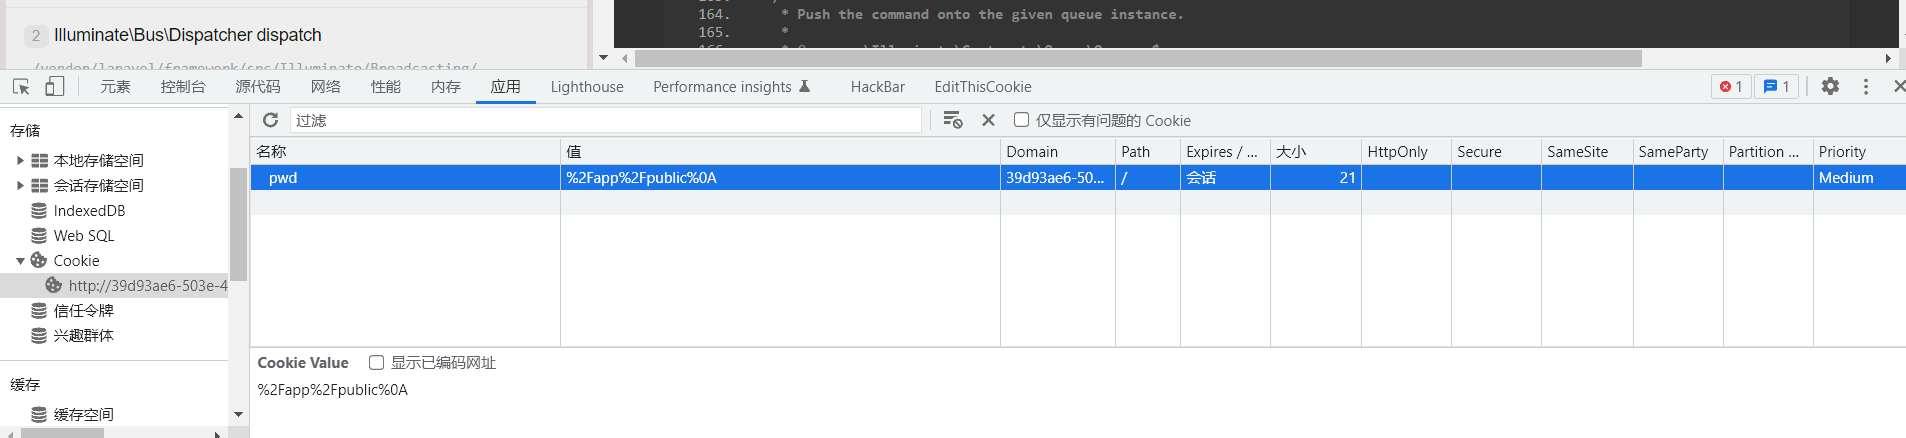 164. * Push the command onto the given queue instance.
2 Illuminate\Bus\Dispatcher dispatch
165. *
元素 控制台 源代码 网络 性能 内存 应用 Lighthouse Performance insights HackBar EditThisCookie 1 1
存储
过滤
仅显示有问题的 Cookie
名称 值 Domain Path Expires / ... 大小 HttpOnly Secure SameSite SameParty Partition ... Priority
本地存储空间
pwd %2Fapp%2Fpublic%0A 39d93ae6-50... / 会话 21 Medium
会话存储空间
IndexedDB
Web SQL
Cookie
http://39d93ae6-503e-4
信任令牌
兴趣群体
Cookie Value 显示已编码网址
%2Fapp%2Fpublic%0A
缓存
缓存空间